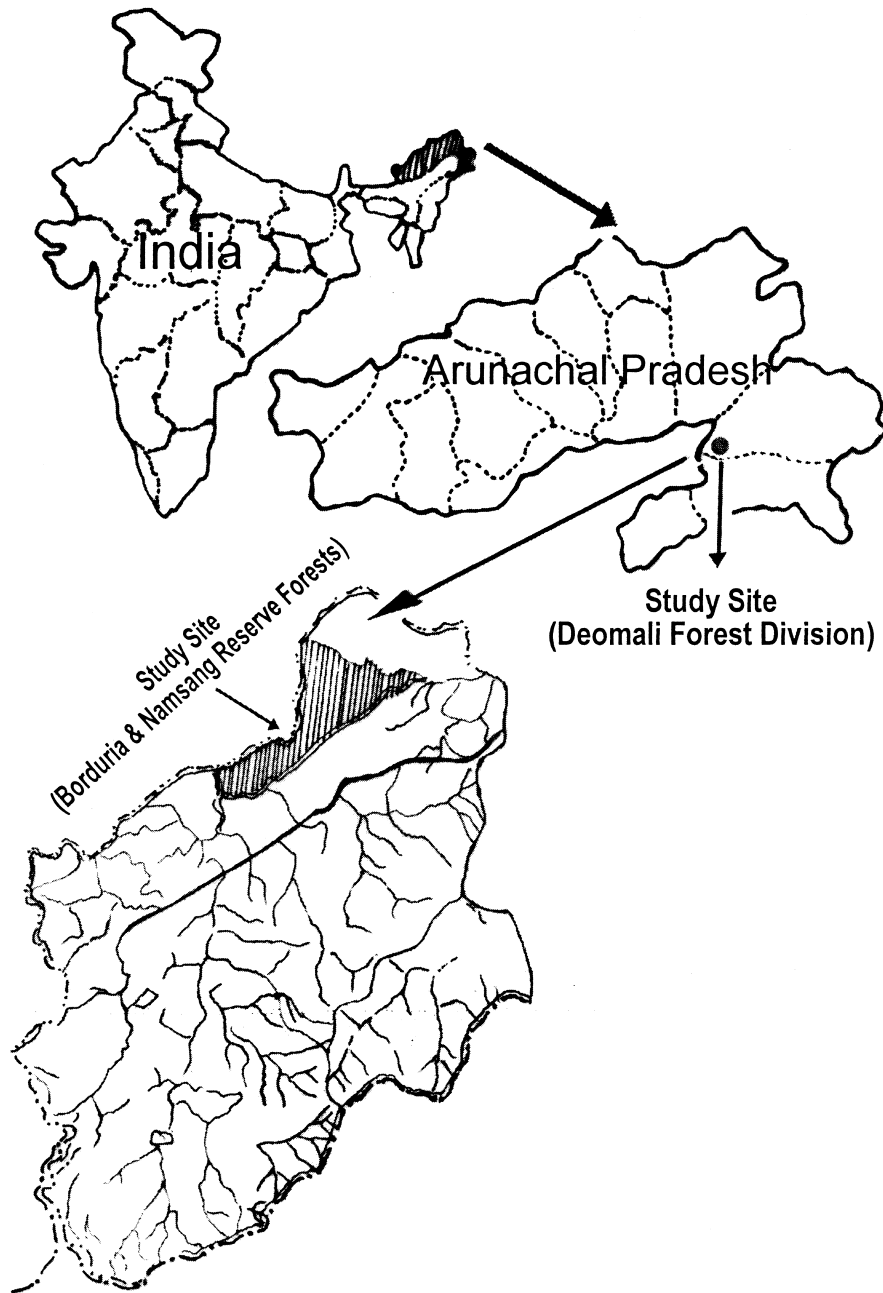 India
Arunachal Pradesh
Study Site
(Deomali Forest Division)
Study Site
(Borduria & Namsang Reserve Forests)